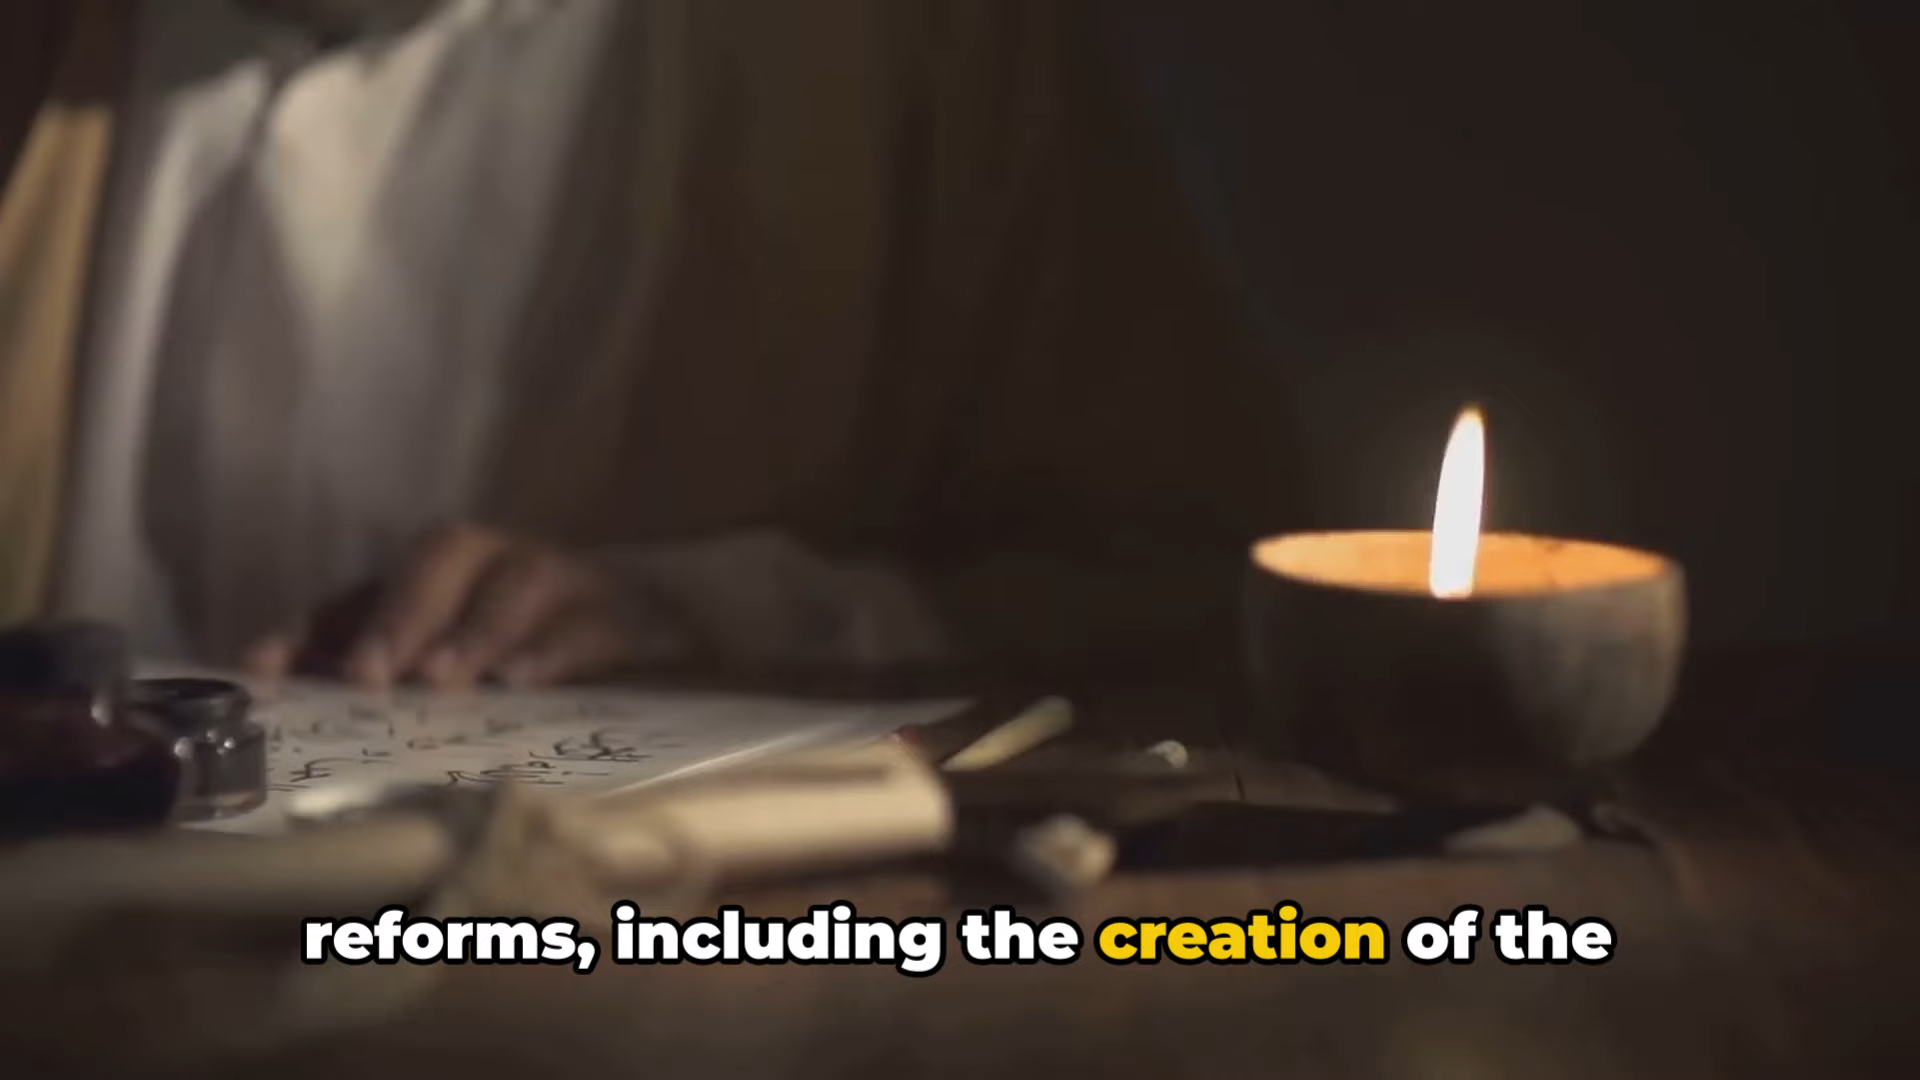 reforms, including the creation of the